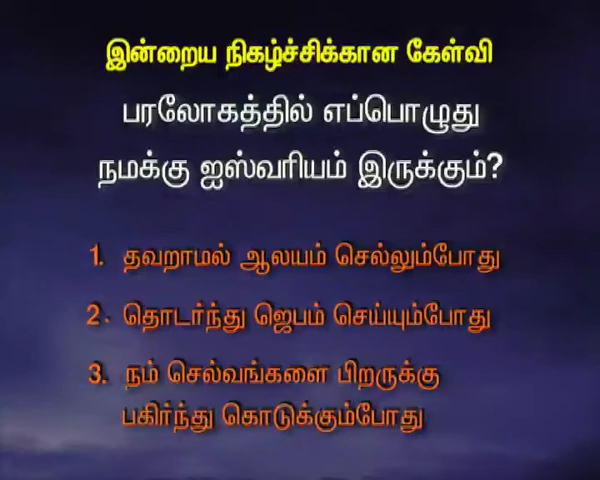 இன்றைய நிகழ்ச்சிக்கான கேள்வி
பரலோகத்தில் எப்பொழுது
நமக்கு ஐஸ்வரியம் இருக்கும்?
1. தவறாமல் ஆலயம் செல்லும்போது
2. தொடர்ந்து ஜெபம் செய்யும்போது
3. நம் செல்வங்களை பிறருக்கு
பகிர்ந்து கொடுக்கும்போது